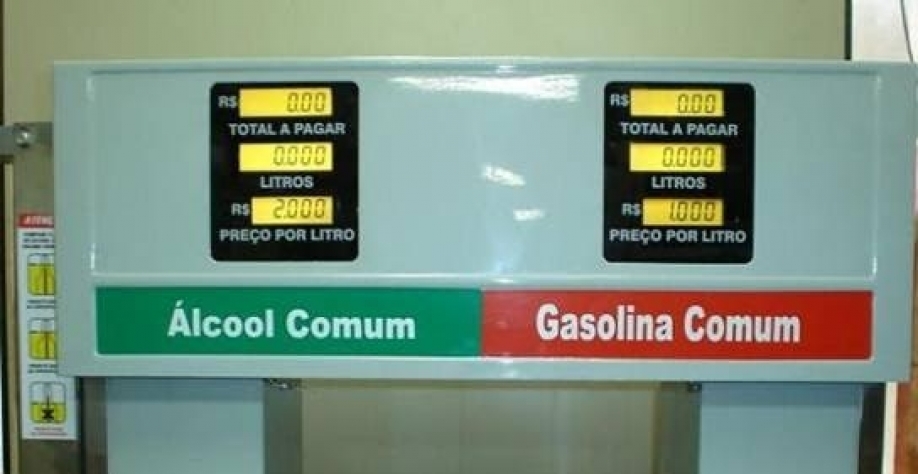 R$ 0.00
TOTAL A PAGAR
0.000
LITROS
R$ 2.000
PREÇO POR LITRO
R$ 0.00
TOTAL A PAGAR
0.000
LITROS
R$ 1.000
PREÇO POR LITRO
Álcool Comum
Gasolina Comum